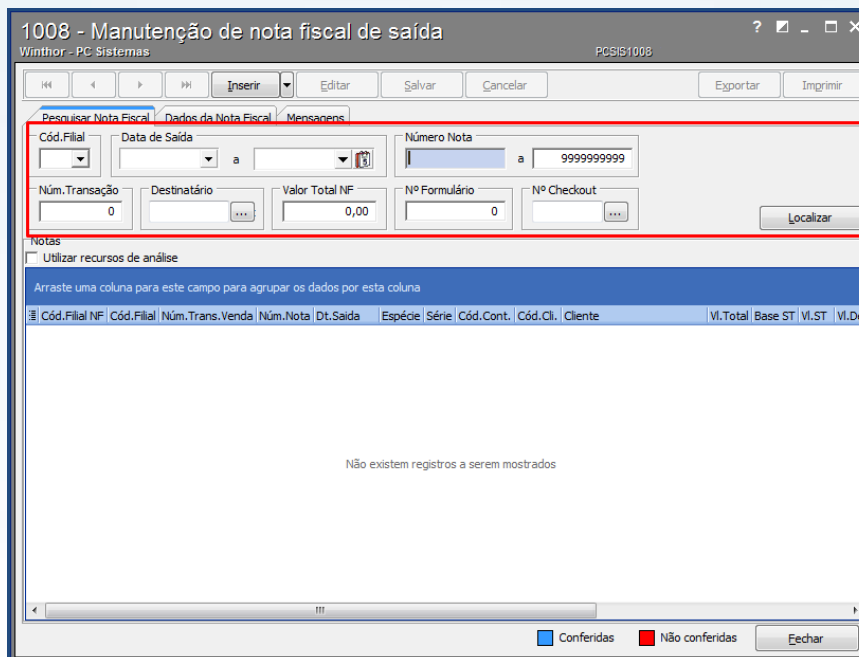 1008 - Manutenção de nota fiscal de saída
Winthor - PC Sistemas PCSIS1008
Inserir Editar Salvar Cancelar Exportar Imprimir
Pesquisar Nota Fiscal Dados da Nota Fiscal Mensagens
Cód.Filial Data de Saída Número Nota
a a 9999999999
Núm.Transação Destinatário Valor Total NF Nº Formulário Nº Checkout
0 ... 0,00 0 ... Localizar
Notas
Utilizar recursos de análise
Arraste uma coluna para este campo para agrupar os dados por esta coluna
Cód.Filial NF Cód.Filial Núm.Trans.Venda Núm.Nota Dt.Saida Espécie Série Cód.Cont. Cód.Cli. Cliente Vl.Total Base ST Vl.ST Vl.De
Não existem registros a serem mostrados
Conferidas Não conferidas Fechar